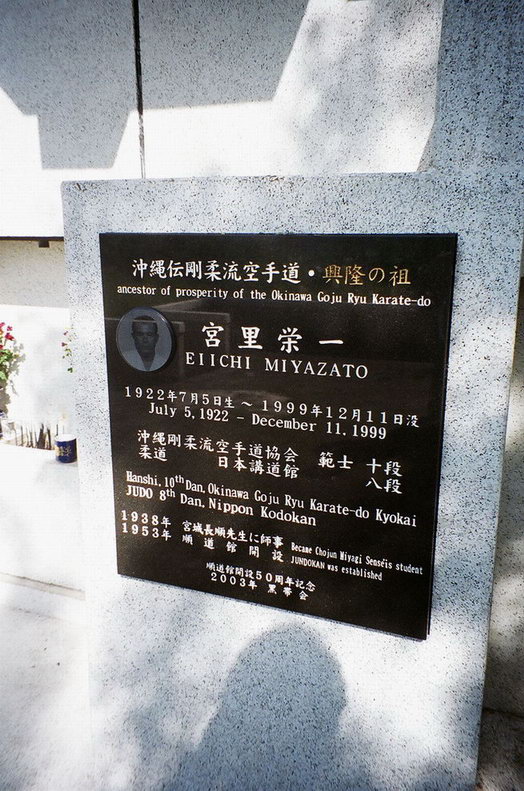 沖縄伝剛柔流空手道・興隆の祖
ancestor of prosperity of the Okinawa Goju Ryu Karate-do
宮里栄一
EIICHI MIYAZATO
1922年7月5日生〜1999年12月11日没
July 5,1922 – December 11.1999
沖縄剛柔流空手道協会 範士 十段
柔道 日本講道館 八段
Hanshi, 10th Dan, Okinawa Goju Ryu Karate-do Kyokai
JUDO 8th Dan, Nippon Kodokan
1938年 宮城長順先生に師事 Became Chojun Miyagi Senséis student
1953年 順道館開設 JUNDOKAN was established
順道館開設50周年記念
2003年 黒帯会